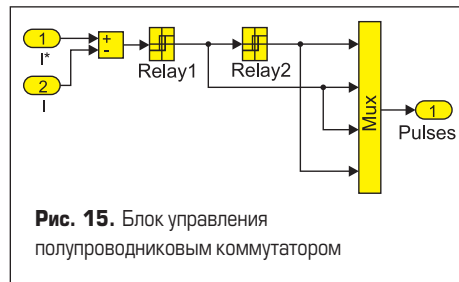 1
I*
+
-
2
I
Relay1
Relay2
Mux
1
Pulses
Рис. 15. Блок управления
полупроводниковым коммутатором